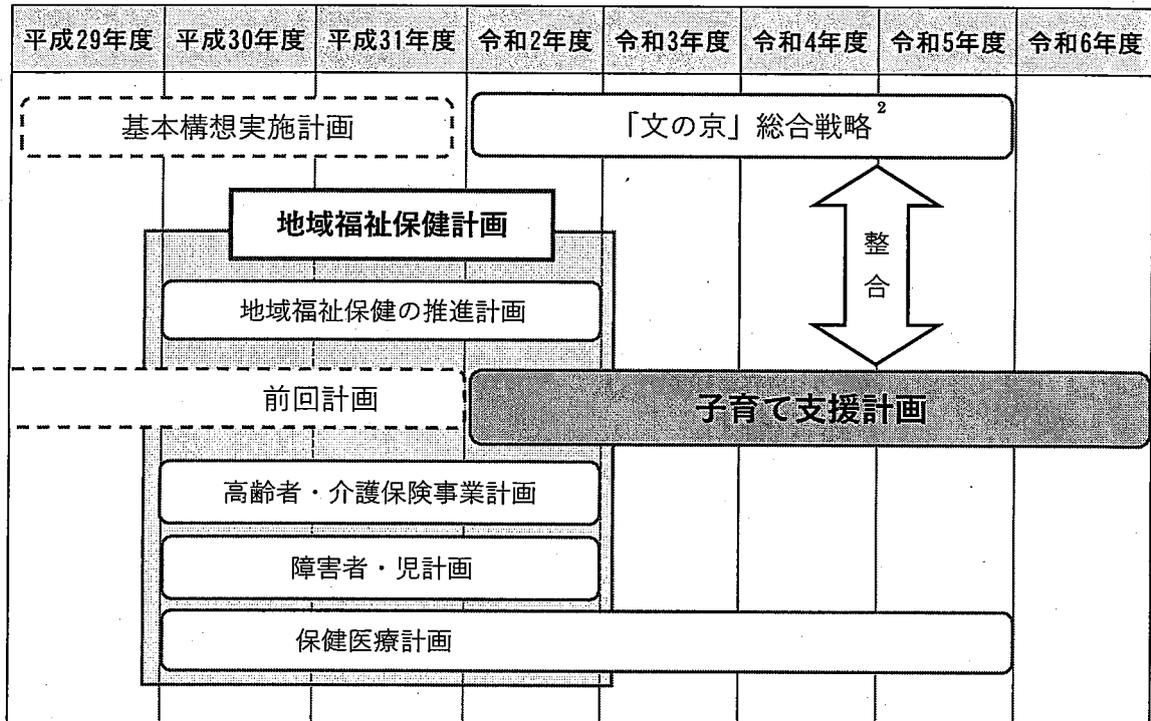 平成29年度 平成30年度 平成31年度 令和2年度 令和3年度 令和4年度 令和5年度 令和6年度
基本構想実施計画
「文の京」総合戦略2
地域福祉保健計画
整合
地域福祉保健の推進計画
前回計画
子育て支援計画
高齢者・介護保険事業計画
障害者・児計画
保健医療計画